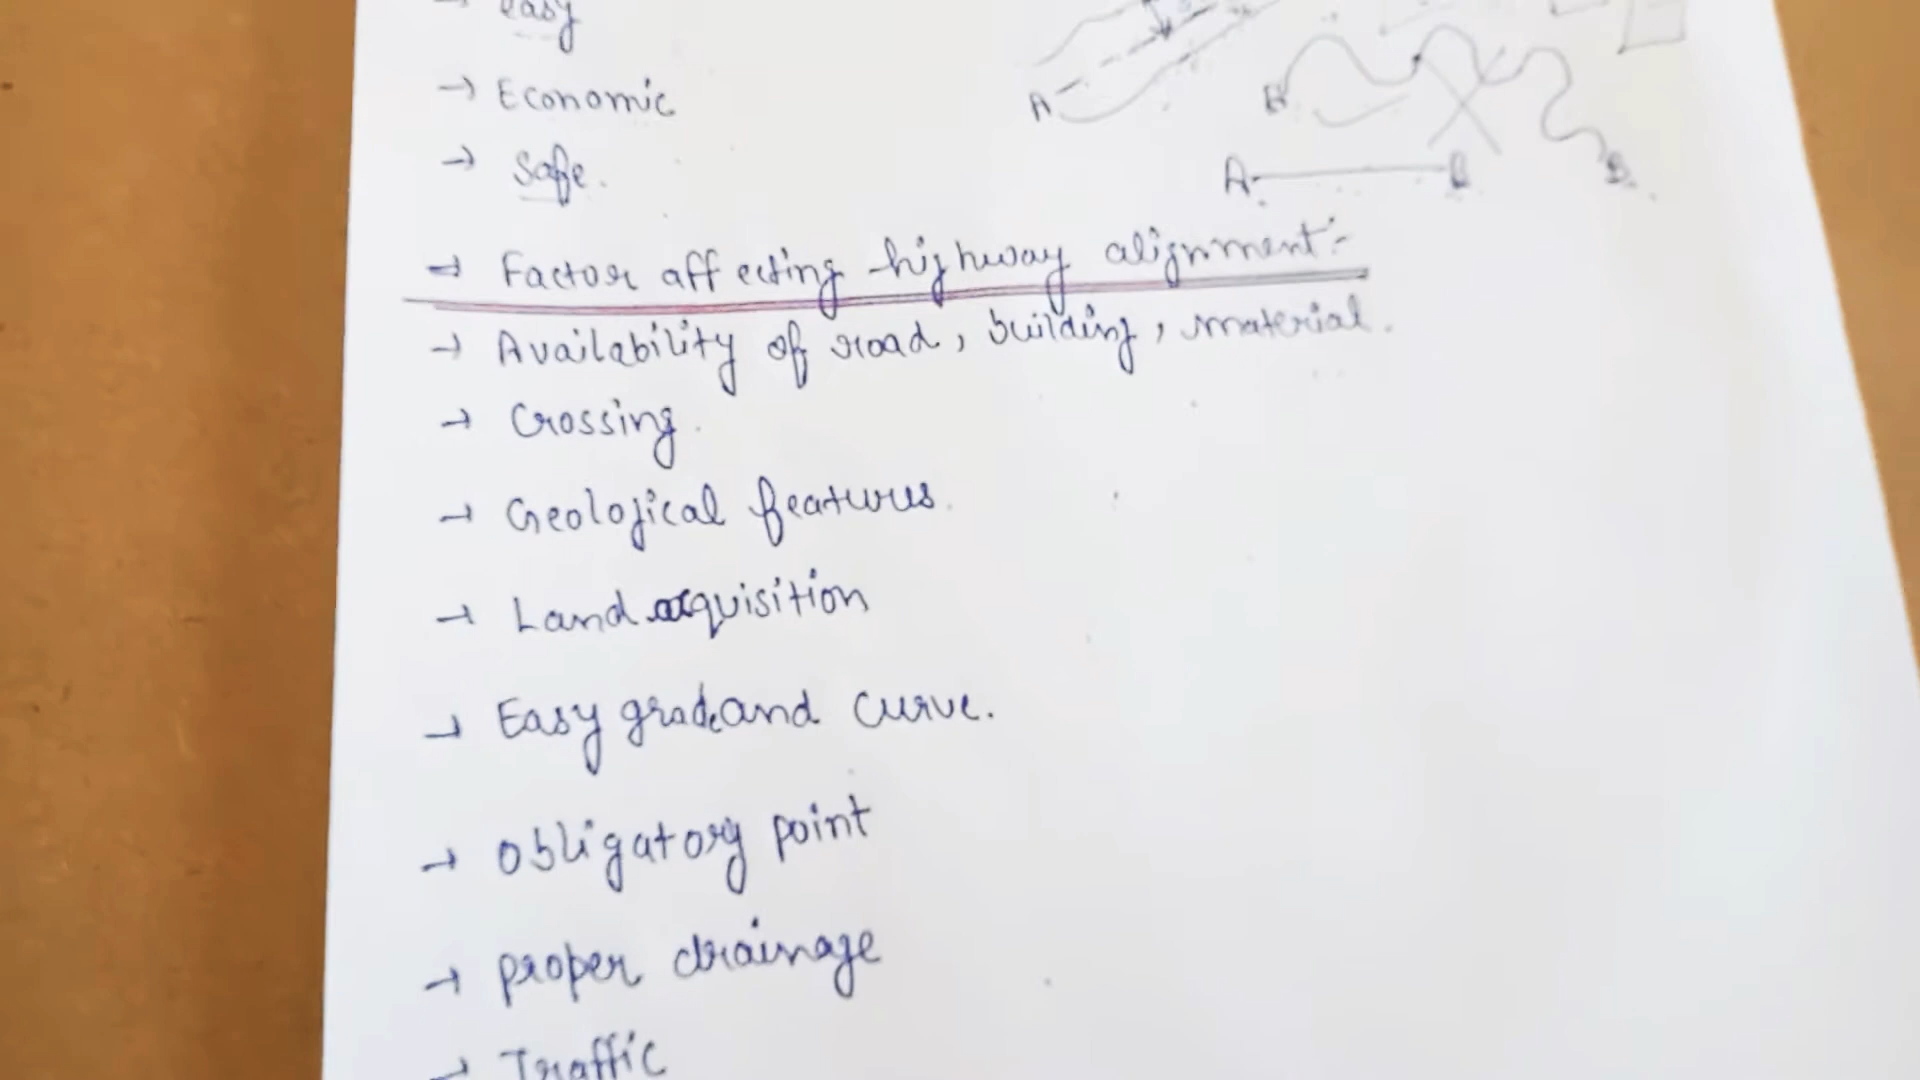 → easy
→ Economic
→ Safe.
A
B
A
B
B
→ Factor affecting highway alignment:-
→ Availability of road, building, material.
→ Crossing.
→ Geological features.
→ Land acquisition
→ Easy grade and curve.
→ Obligatory point
→ proper drainage
→ Traffic